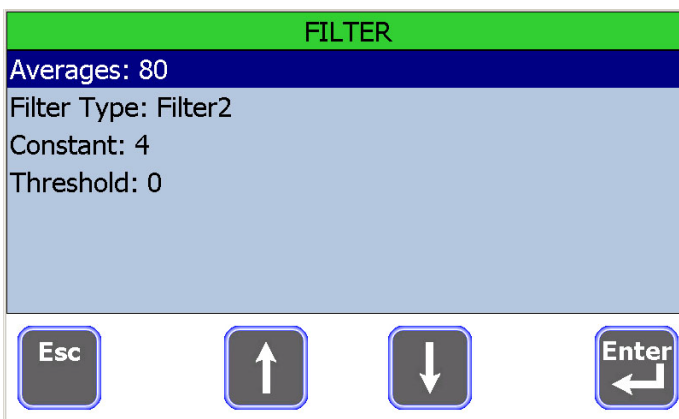 FILTER
Averages: 80
Filter Type: Filter2
Constant: 4
Threshold: 0
Esc
Enter